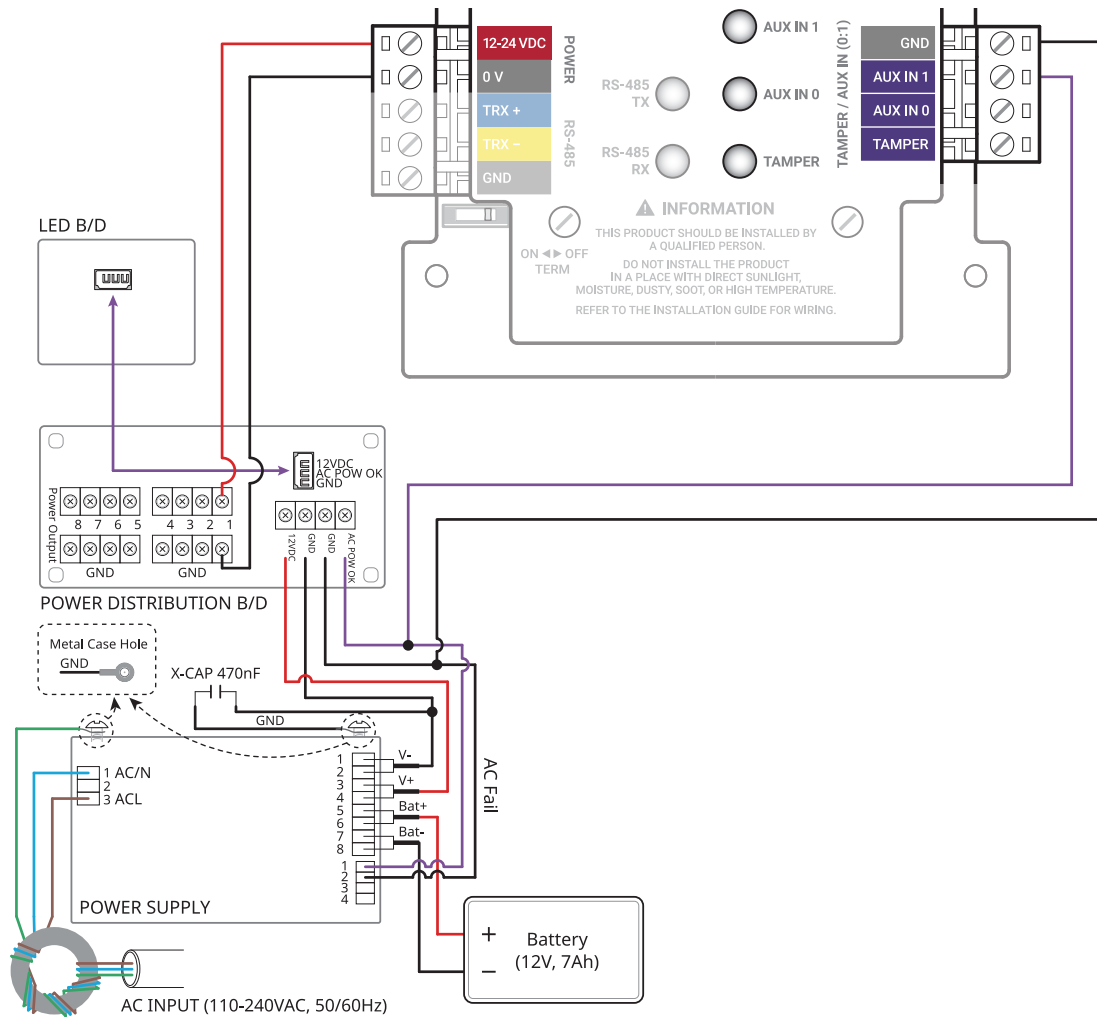 AUX IN 1
12-24 VDC
0 V
TRX +
TRX −
GND
POWER
RS-485
RS-485
TX
AUX IN 0
RS-485
RX
TAMPER
TAMPER / AUX IN (0:1)
GND
AUX IN 1
AUX IN 0
TAMPER
INFORMATION
THIS PRODUCT SHOULD BE INSTALLED BY
A QUALIFIED PERSON.
DO NOT INSTALL THE PRODUCT
IN A PLACE WITH DIRECT SUNLIGHT,
MOISTURE, DUSTY, SOOT, OR HIGH TEMPERATURE.
REFER TO THE INSTALLATION GUIDE FOR WIRING.
ON ◄► OFF
TERM
LED B/D
12VDC
AC POW OK
GND
Power Output
8 7 6 5
4 3 2 1
GND
GND
12VDC
GND
GND
AC POW OK
POWER DISTRIBUTION B/D
Metal Case Hole
GND
X-CAP 470nF
GND
1 AC/N
2
3 ACL
1
2
3
4
5
6
7
8
V-
V+
Bat+
Bat-
1
2
3
4
AC Fail
POWER SUPPLY
+
−
Battery
(12V, 7Ah)
AC INPUT (110-240VAC, 50/60Hz)